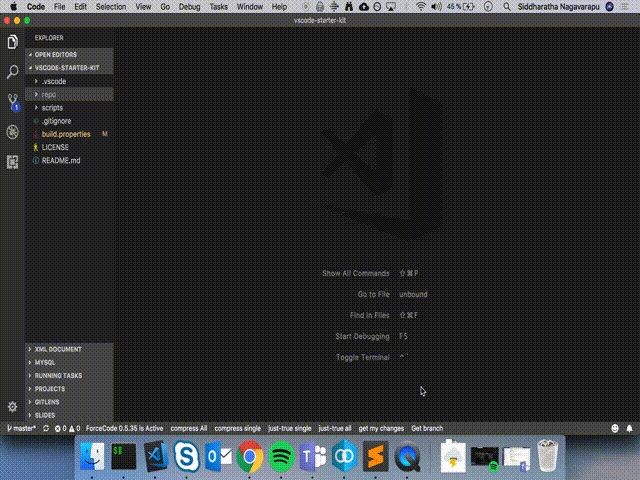 Code File Edit Selection View Go Debug Tasks Window Help 45% Siddharatha Nagavarapu
vscode-starter-kit
EXPLORER
OPEN EDITORS
VSCODE-STARTER-KIT
.vscode
repo
scripts
.gitignore
build.properties M
LICENSE
README.md
1
Show All Commands ⇧⌘P
Go to File unbound
Find in Files ⇧⌘F
Start Debugging F5
Toggle Terminal ⌃`
XML DOCUMENT
MYSQL
RUNNING TASKS
PROJECTS
GITLENS
SLIDES
master* 0 0 ForceCode 0.5.35 is Active compress All compress single just-true single just-true all get my changes Get branch